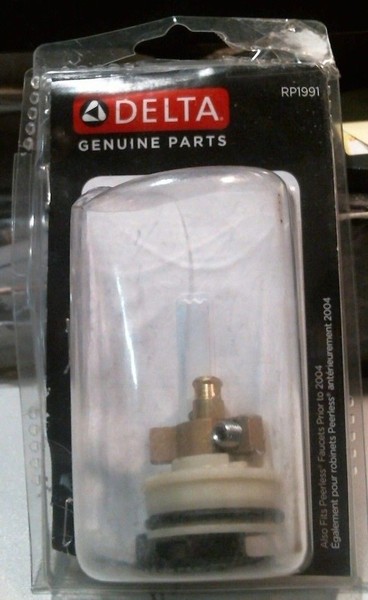 RP1991
DELTA
GENUINE PARTS
Also Fits Peerless® Faucets Prior to 2004
Également pour robinets Peerless® antérieurement 2004